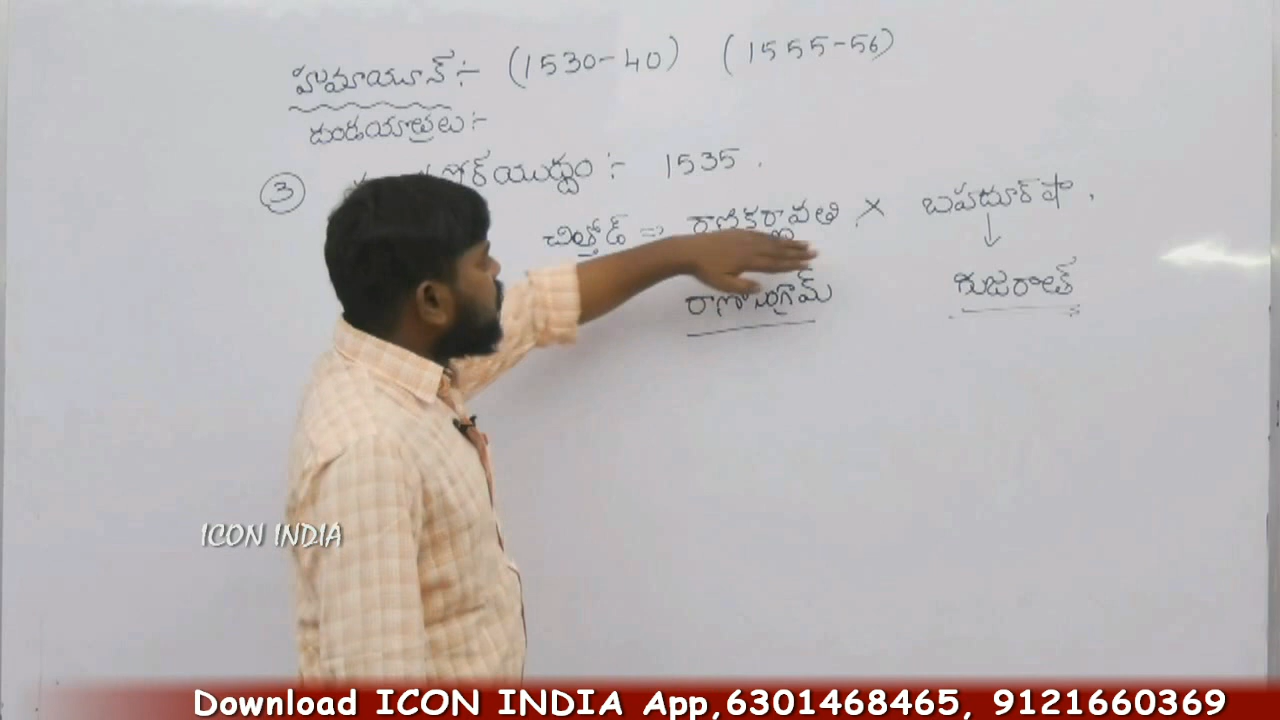 హుమాయూన్ :- (1530-40) (1555-56)
దండయాత్రలు :-
③ యుద్ధం :- 1535.
చిత్తోడ్ => రాణికర్ణావతి × బహదూర్ షా,
↓
రాణాసంగ్రామ్ గుజరాత్
ICON INDIA
Download ICON INDIA App,6301468465, 9121660369